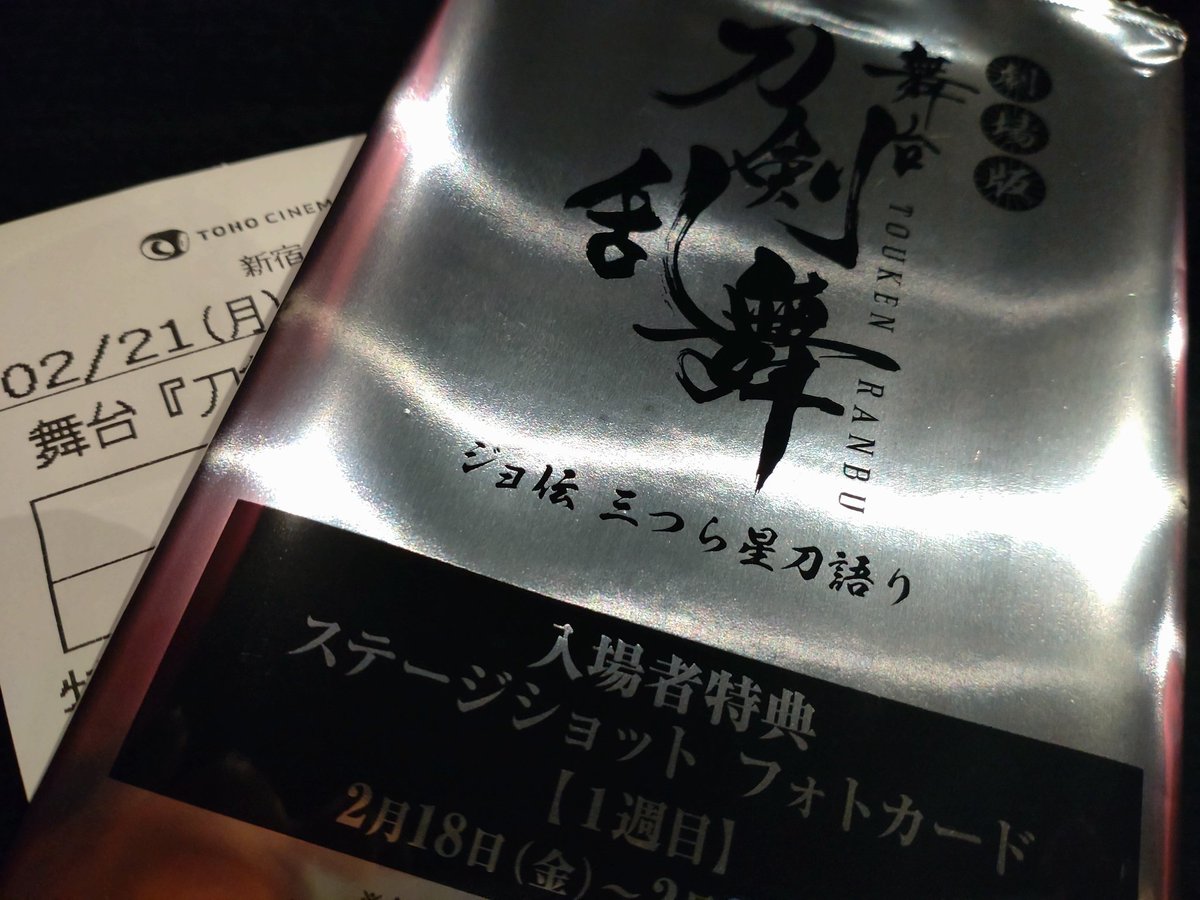 劇場版
舞台
刀剣乱舞
TOUKEN RANBU
ジョ伝 三つら星刀語り
入場者特典
ステージショット フォトカード
【1週目】
2月18日(金)~2月
TOHO CINEM
新宿
02/21(月)
舞台『刀